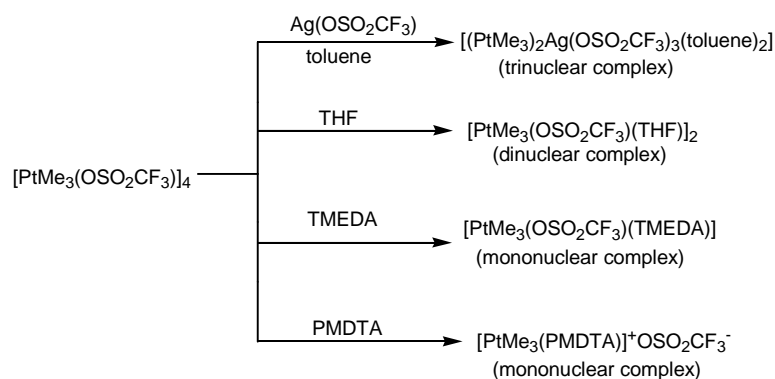 Ag(OSO₂CF₃)
toluene
[(PtMe₃)₂Ag(OSO₂CF₃)₃(toluene)₂]
(trinuclear complex)
THF
[PtMe₃(OSO₂CF₃)(THF)]₂
(dinuclear complex)
[PtMe₃(OSO₂CF₃)]₄
TMEDA
[PtMe₃(OSO₂CF₃)(TMEDA)]
(mononuclear complex)
PMDTA
[PtMe₃(PMDTA)]⁺OSO₂CF₃⁻
(mononuclear complex)